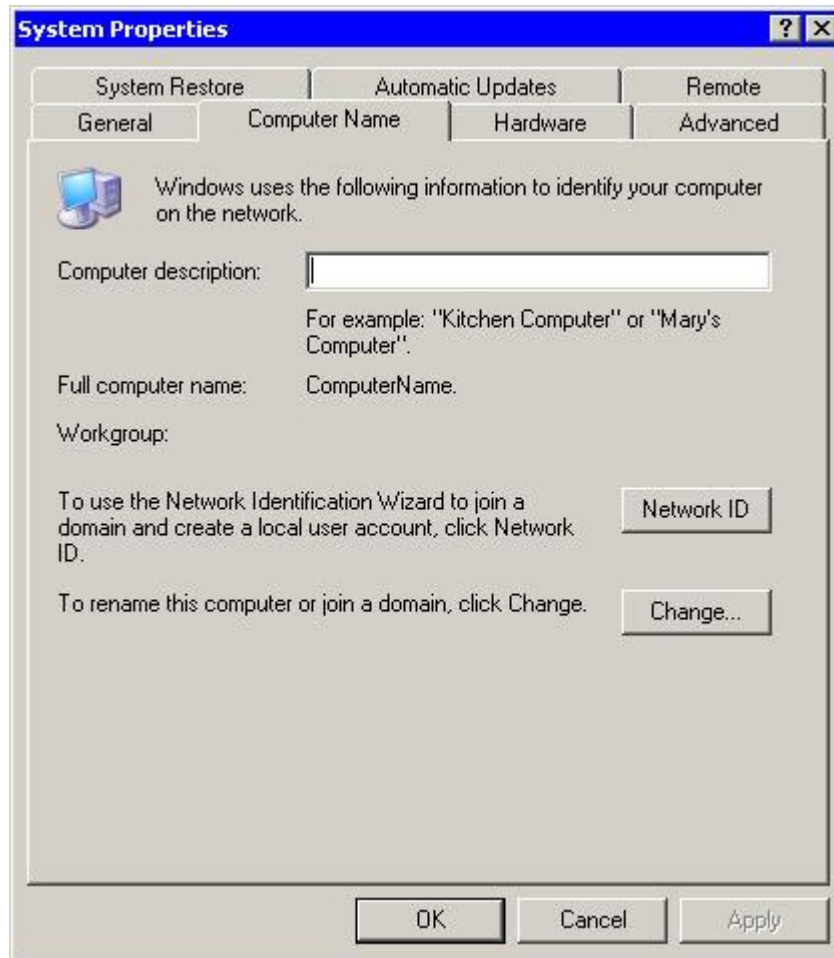 System Properties
System Restore Automatic Updates Remote
General Computer Name Hardware Advanced
Windows uses the following information to identify your computer
on the network.
Computer description:
For example: "Kitchen Computer" or "Mary's
Computer".
Full computer name: ComputerName.
Workgroup:
To use the Network Identification Wizard to join a
domain and create a local user account, click Network
ID.
Network ID
To rename this computer or join a domain, click Change.
Change...
OK Cancel Apply